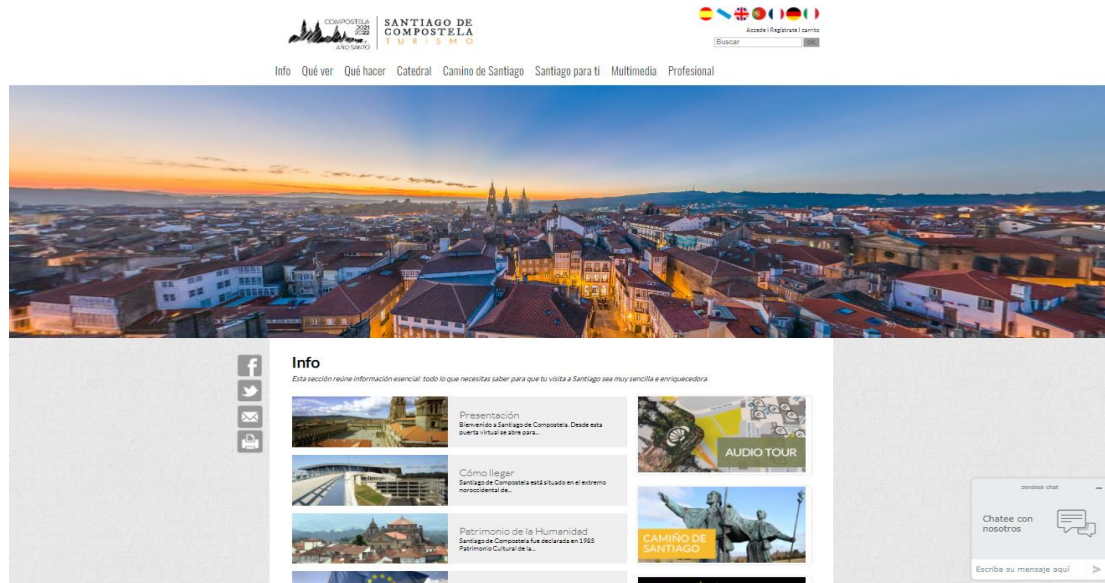 COMPOSTELA
2021
2022
AÑO SANTO
SANTIAGO DE
COMPOSTELA
TURISMO
Accede | Regístrate | carrito
Buscar
Info Qué ver Qué hacer Catedral Camino de Santiago Santiago para ti Multimedia Profesional
Info
Esta sección reúne información esencial: todo lo que necesitas saber para que tu visita a Santiago sea muy sencilla e enriquecedora.
Presentación
Bienvenido a Santiago de Compostela. Desde esta
puerta virtual se abre para...
AUDIO TOUR
Cómo llegar
Santiago de Compostela está situado en el extremo
noroccidental de...
CAMIÑO DE
SANTIAGO
Patrimonio de la Humanidad
Santiago de Compostela fue declarada en 1985
Patrimonio Cultural de la...
zendesk chat
Chatee con
nosotros
Escriba su mensaje aquí